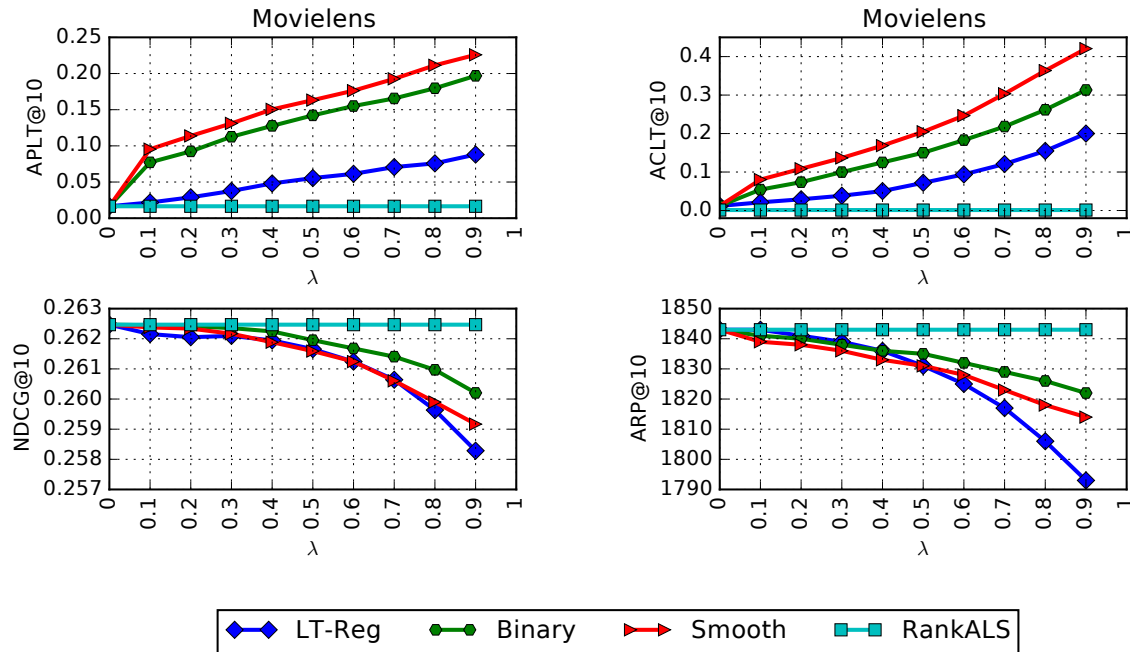 Movielens
0.25
0.20
0.15
0.10
0.05
0.00
APLT@10
0 0.1 0.2 0.3 0.4 0.5 0.6 0.7 0.8 0.9 1
λ
Movielens
0.4
0.3
0.2
0.1
0.0
ACLT@10
0 0.1 0.2 0.3 0.4 0.5 0.6 0.7 0.8 0.9 1
λ
0.263
0.262
0.261
0.260
0.259
0.258
0.257
NDCG@10
0 0.1 0.2 0.3 0.4 0.5 0.6 0.7 0.8 0.9 1
λ
1850
1840
1830
1820
1810
1800
1790
ARP@10
0 0.1 0.2 0.3 0.4 0.5 0.6 0.7 0.8 0.9 1
λ
LT-Reg Binary Smooth RankALS